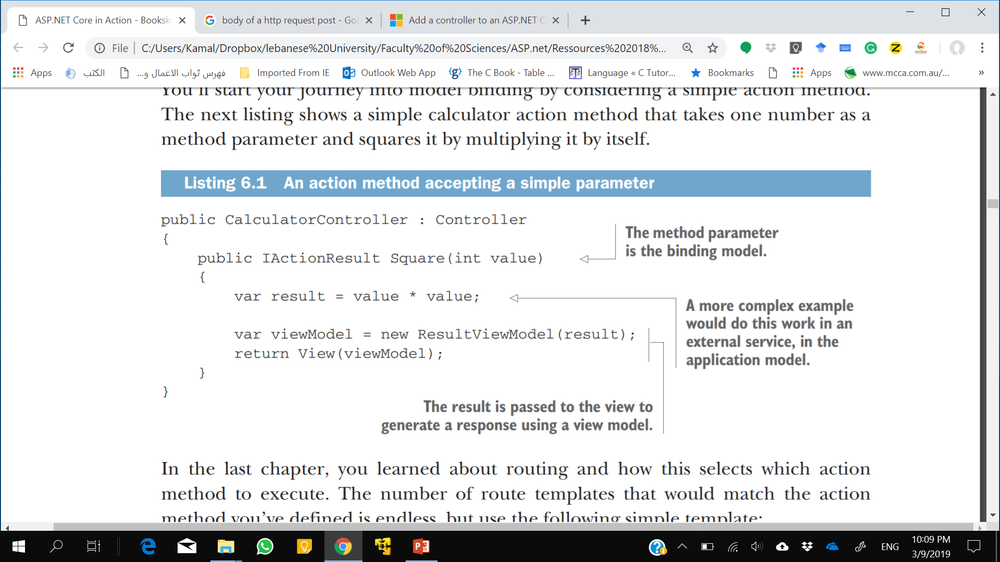 ASP.NET Core in Action - Booksk
body of a http request post - Go
Add a controller to an ASP.NET C
File
C:/Users/Kamal/Dropbox/lebanese%20University/Faculty%20of%20Sciences/ASP.net/Ressources%202018%...
Apps
الكتب
فهرس ثواب الاعمال و...
Imported From IE
Outlook Web App
The C Book - Table ...
Language « C Tutor...
Bookmarks
Apps
www.mcca.com.au/...
»
You'll start your journey into model binding by considering a simple action method.
The next listing shows a simple calculator action method that takes one number as a
method parameter and squares it by multiplying it by itself.
Listing 6.1 An action method accepting a simple parameter
public CalculatorController : Controller
{
public IActionResult Square(int value)
{
var result = value * value;
var viewModel = new ResultViewModel(result);
return View(viewModel);
}
}
The method parameter
is the binding model.
A more complex example
would do this work in an
external service, in the
application model.
The result is passed to the view to
generate a response using a view model.
In the last chapter, you learned about routing and how this selects which action
method to execute. The number of route templates that would match the action
method you've defined is endless, but use the following simple template:
ENG
10:09 PM
3/9/2019